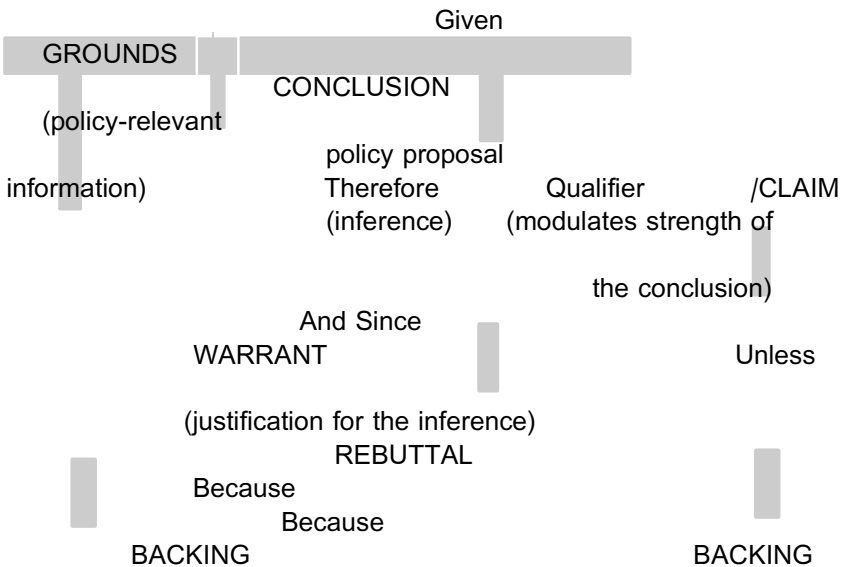 Given
GROUNDS
CONCLUSION
(policy-relevant
policy proposal
information) Therefore Qualifier /CLAIM
(inference) (modulates strength of
the conclusion)
And Since
WARRANT Unless
(justification for the inference)
REBUTTAL
Because
Because
BACKING BACKING